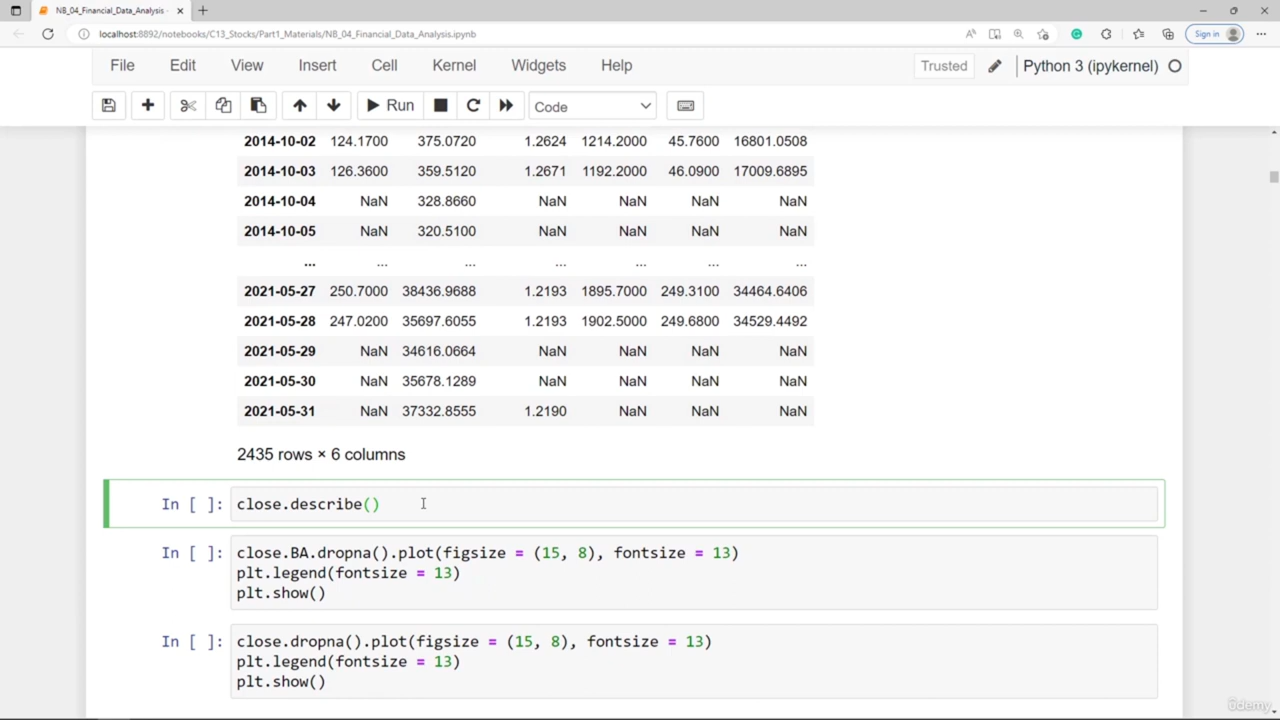 NB_04_Financial_Data_Analysis -
localhost:8892/notebooks/C13_Stocks/Part1_Materials/NB_04_Financial_Data_Analysis.ipynb
Sign in
File Edit View Insert Cell Kernel Widgets Help Trusted Python 3 (ipykernel)
Run Code
2014-10-02 124.1700 375.0720 1.2624 1214.2000 45.7600 16801.0508
2014-10-03 126.3600 359.5120 1.2671 1192.2000 46.0900 17009.6895
2014-10-04 NaN 328.8660 NaN NaN NaN NaN
2014-10-05 NaN 320.5100 NaN NaN NaN NaN
... ... ... ... ... ... ...
2021-05-27 250.7000 38436.9688 1.2193 1895.7000 249.3100 34464.6406
2021-05-28 247.0200 35697.6055 1.2193 1902.5000 249.6800 34529.4492
2021-05-29 NaN 34616.0664 NaN NaN NaN NaN
2021-05-30 NaN 35678.1289 NaN NaN NaN NaN
2021-05-31 NaN 37332.8555 1.2190 NaN NaN NaN
2435 rows × 6 columns
In [ ]: close.describe()
In [ ]: close.BA.dropna().plot(figsize = (15, 8), fontsize = 13)
plt.legend(fontsize = 13)
plt.show()
In [ ]: close.dropna().plot(figsize = (15, 8), fontsize = 13)
plt.legend(fontsize = 13)
plt.show()
ûdemy